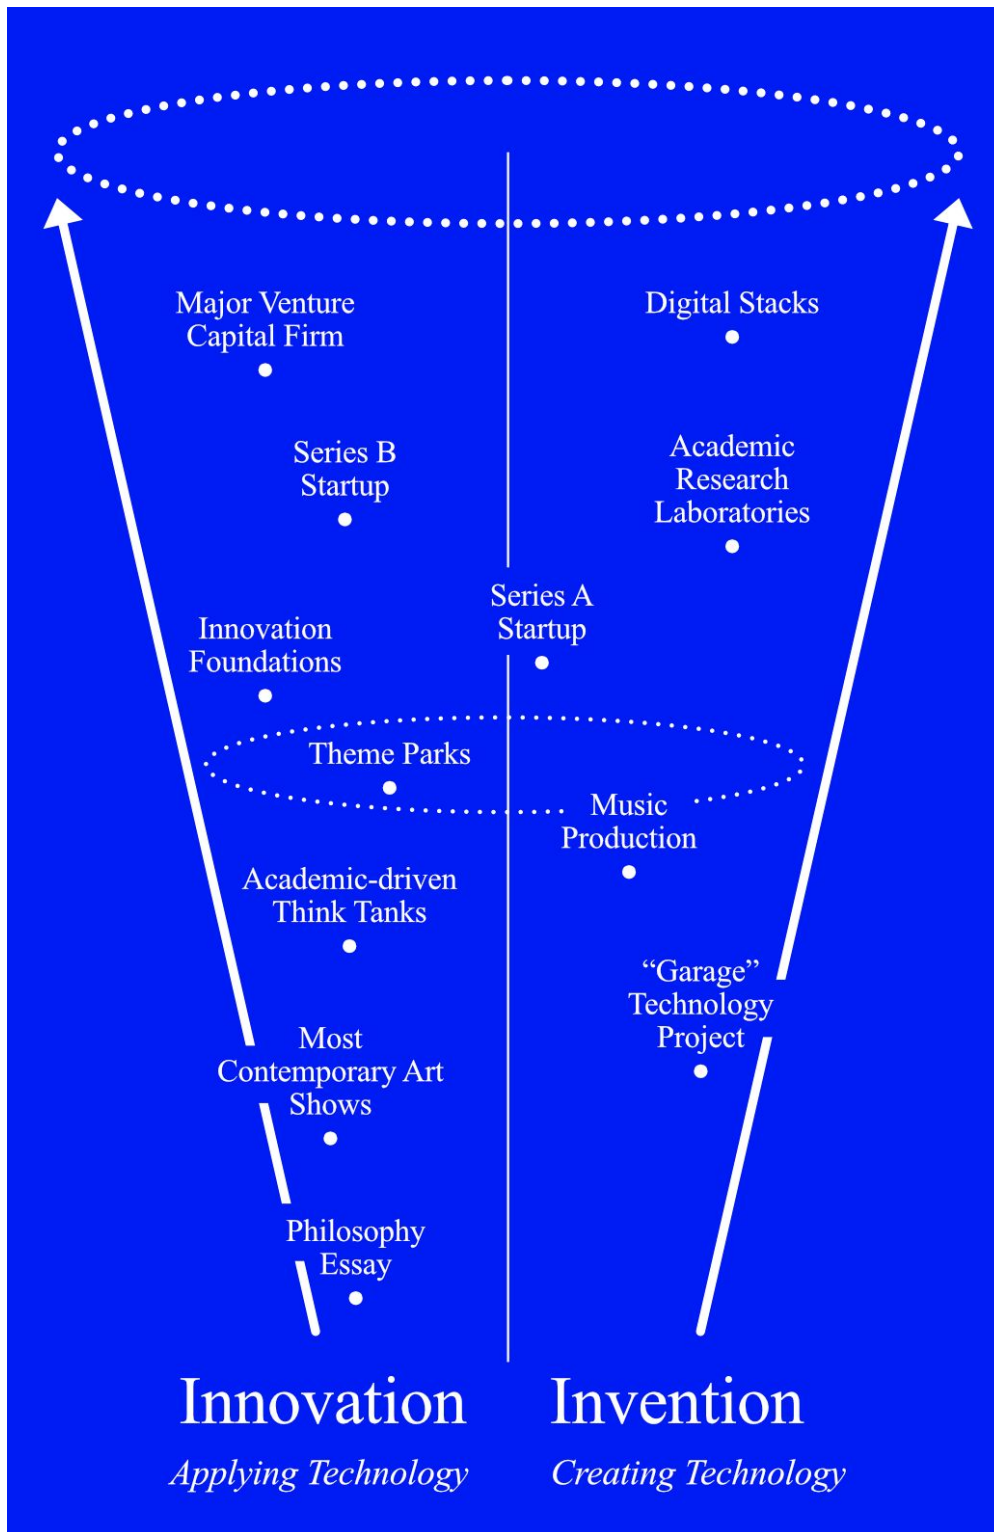 Major Venture
Capital Firm
Digital Stacks
Series B
Startup
Academic
Research
Laboratories
Series A
Startup
Innovation
Foundations
Theme Parks
Music
Production
Academic-driven
Think Tanks
“Garage”
Technology
Project
Most
Contemporary Art
Shows
Philosophy
Essay
Innovation
Invention
Applying Technology
Creating Technology